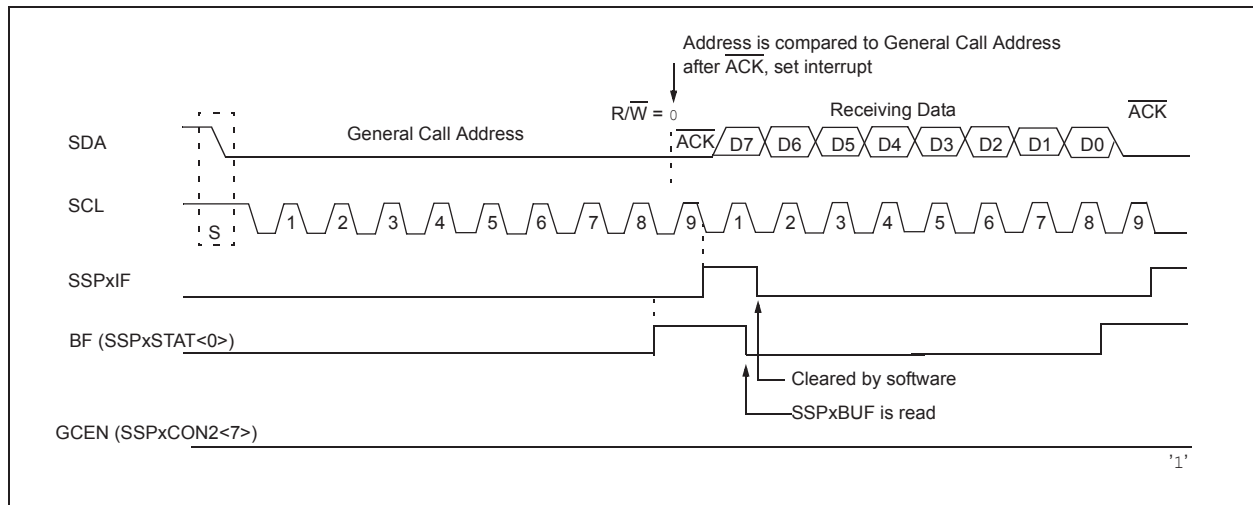 Address is compared to General Call Address
after ACK, set interrupt
R/W = 0
Receiving Data
ACK
General Call Address
SDA
ACK D7 D6 D5 D4 D3 D2 D1 D0
SCL
S
1 2 3 4 5 6 7 8 9 1 2 3 4 5 6 7 8 9
SSPxIF
BF (SSPxSTAT<0>)
Cleared by software
SSPxBUF is read
GCEN (SSPxCON2<7>)
'1'